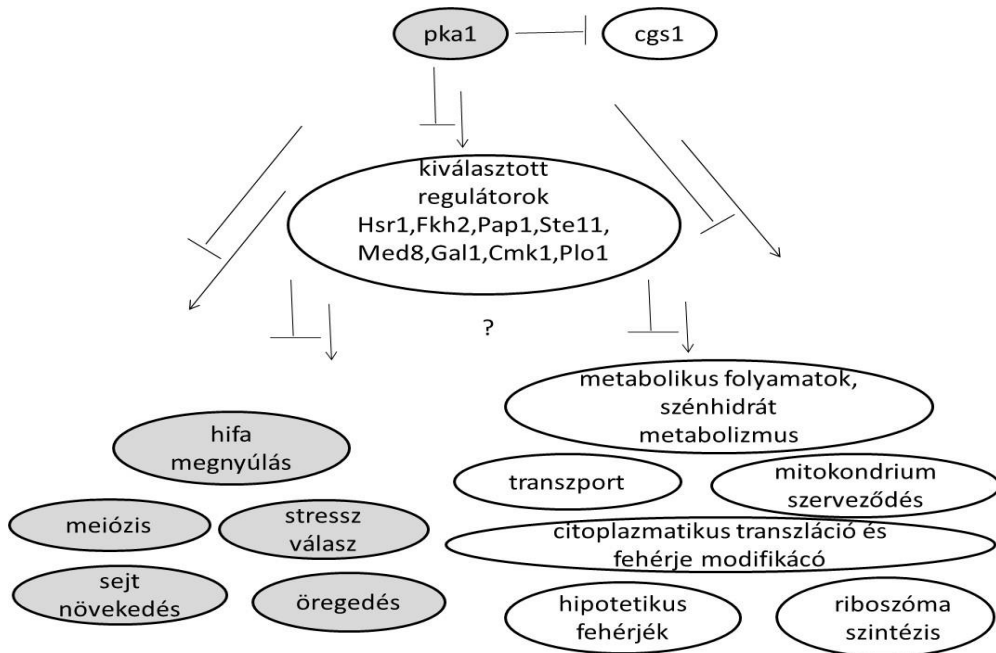 pka1
cgs1
kiválasztott
regulátorok
Hsr1,Fkh2,Pap1,Ste11,
Med8,Gal1,Cmk1,Plo1
?
metabolikus folyamatok,
szénhidrát
metabolizmus
hifa
megnyúlás
transzport
mitokondrium
szerveződés
meiózis
stressz
válasz
citoplazmatikus transzláció és
fehérje modifikácó
sejt
növekedés
öregedés
hipotetikus
fehérjék
riboszóma
szintézis